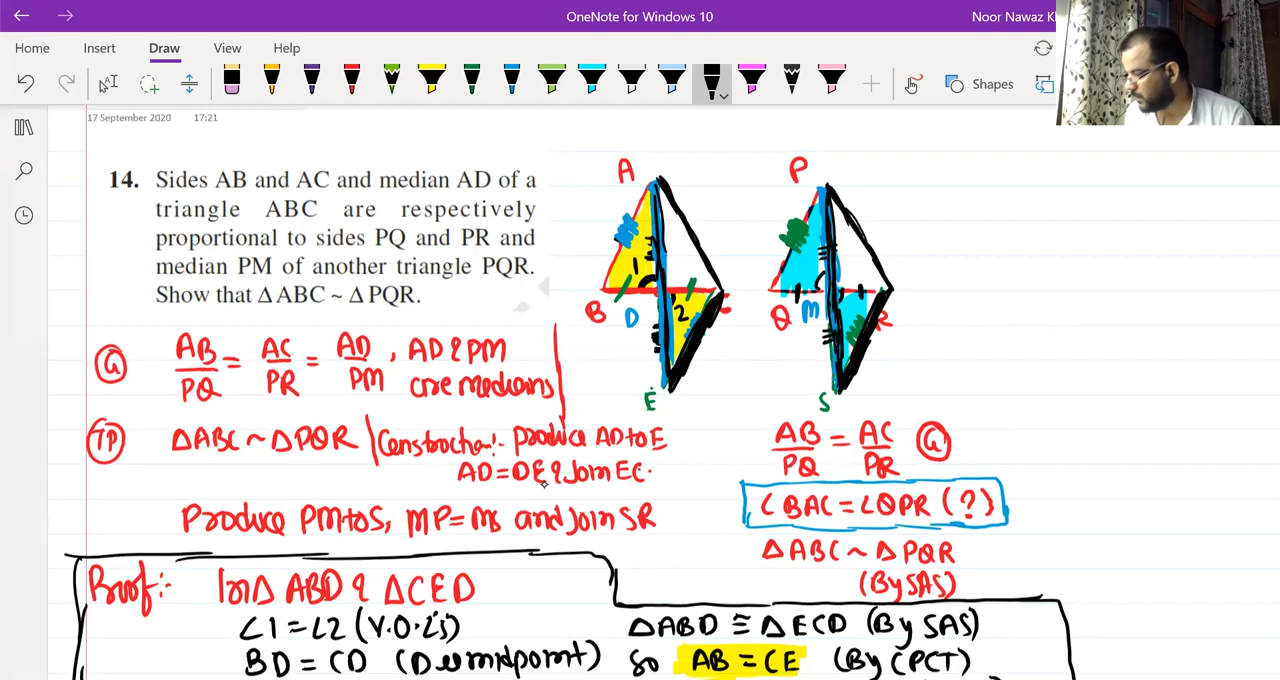 OneNote for Windows 10
Noor Nawaz Kh
Home Insert Draw View Help
Shapes
17 September 2020 17:21
14. Sides AB and AC and median AD of a
triangle ABC are respectively
proportional to sides PQ and PR and
median PM of another triangle PQR.
Show that Δ ABC ~ Δ PQR.
A
1
B D
2
E
P
Q M R
S
G AB/PQ = AC/PR = AD/PM , AD & PM
are medians
TP ΔABC ~ ΔPQR | Construction:- Produce AD to E
AD = DE & Join EC.
Produce PM to S, MP = MS and Join SR
AB/PQ = AC/PR G
∠BAC = ∠QPR (?)
ΔABC ~ ΔPQR
(By SAS)
Proof:- In Δ ABD & ΔCED
∠1 = ∠2 (V.O.∠'s)
BD = CD (D is midpoint)
ΔABD ≅ ΔECD (By SAS)
So AB = CE (By CPCT)